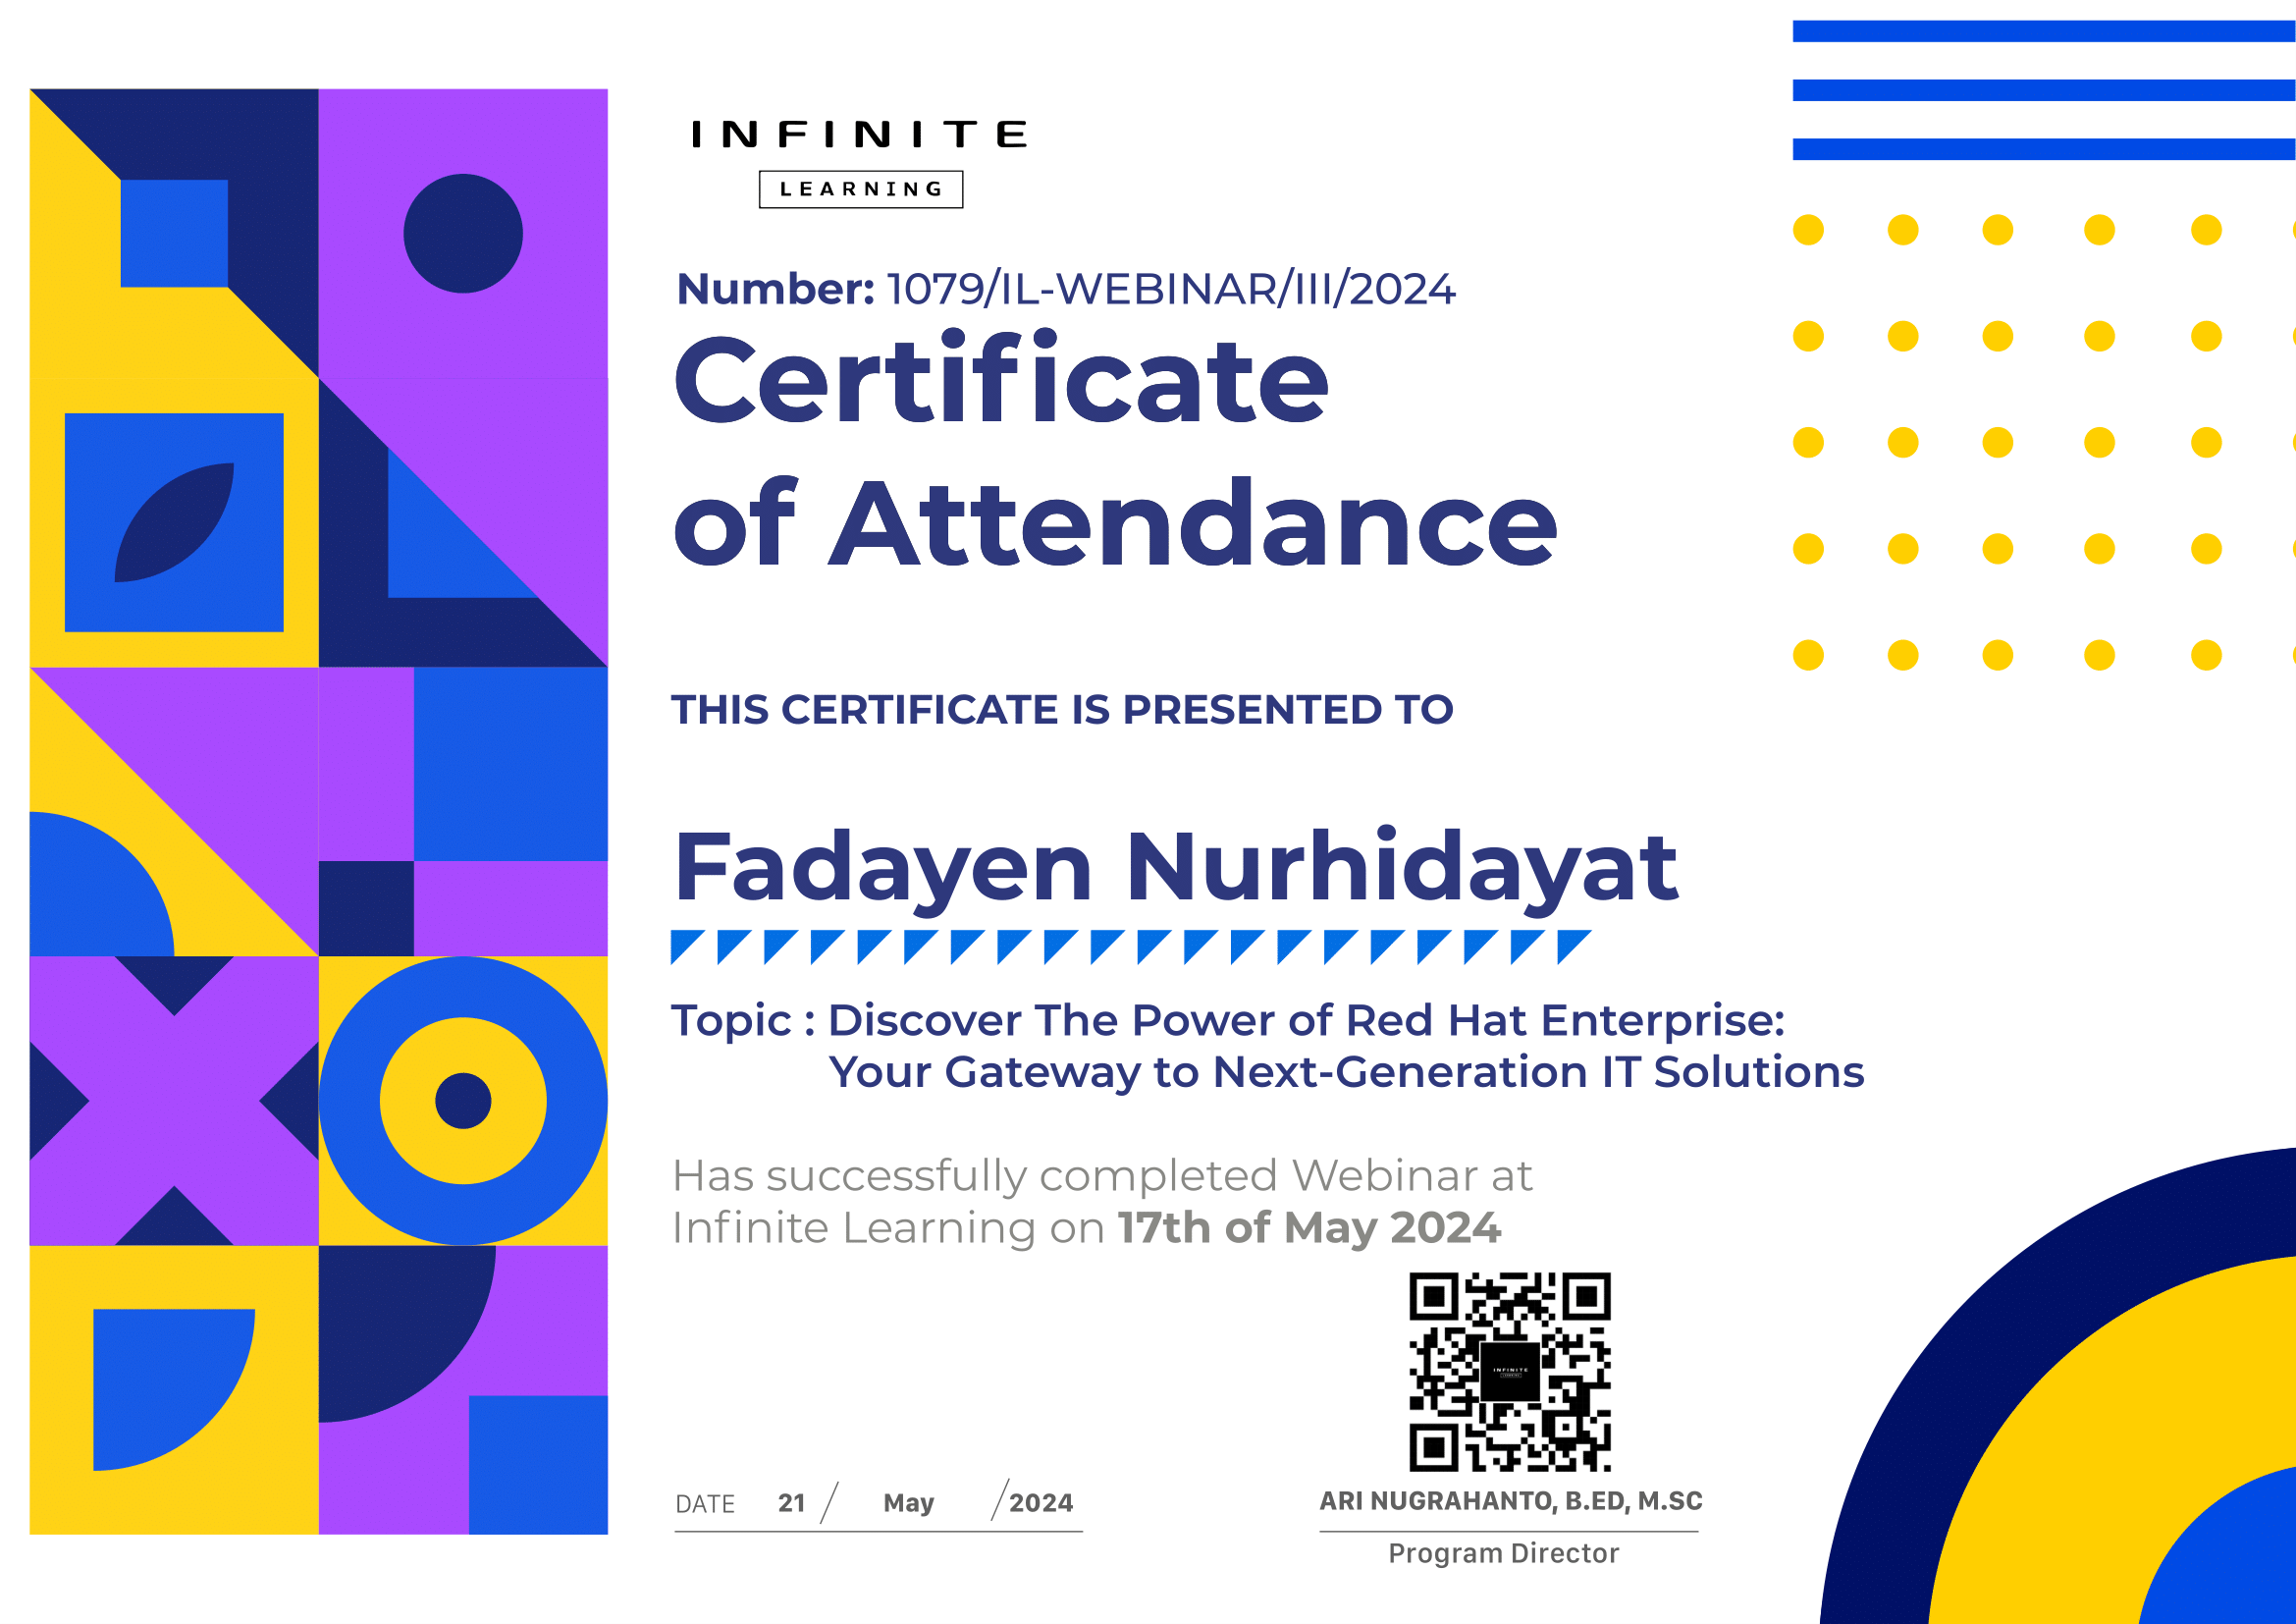 INFINITE
LEARNING
Number: 1079/IL-WEBINAR/III/2024
Certificate
of Attendance
THIS CERTIFICATE IS PRESENTED TO
Fadayen Nurhidayat
Topic : Discover The Power of Red Hat Enterprise:
Your Gateway to Next-Generation IT Solutions
Has successfully completed Webinar at
Infinite Learning on 17th of May 2024
INFINITE
LEARNING
DATE 21 / May / 2024
ARI NUGRAHANTO, B.ED, M.SC
Program Director